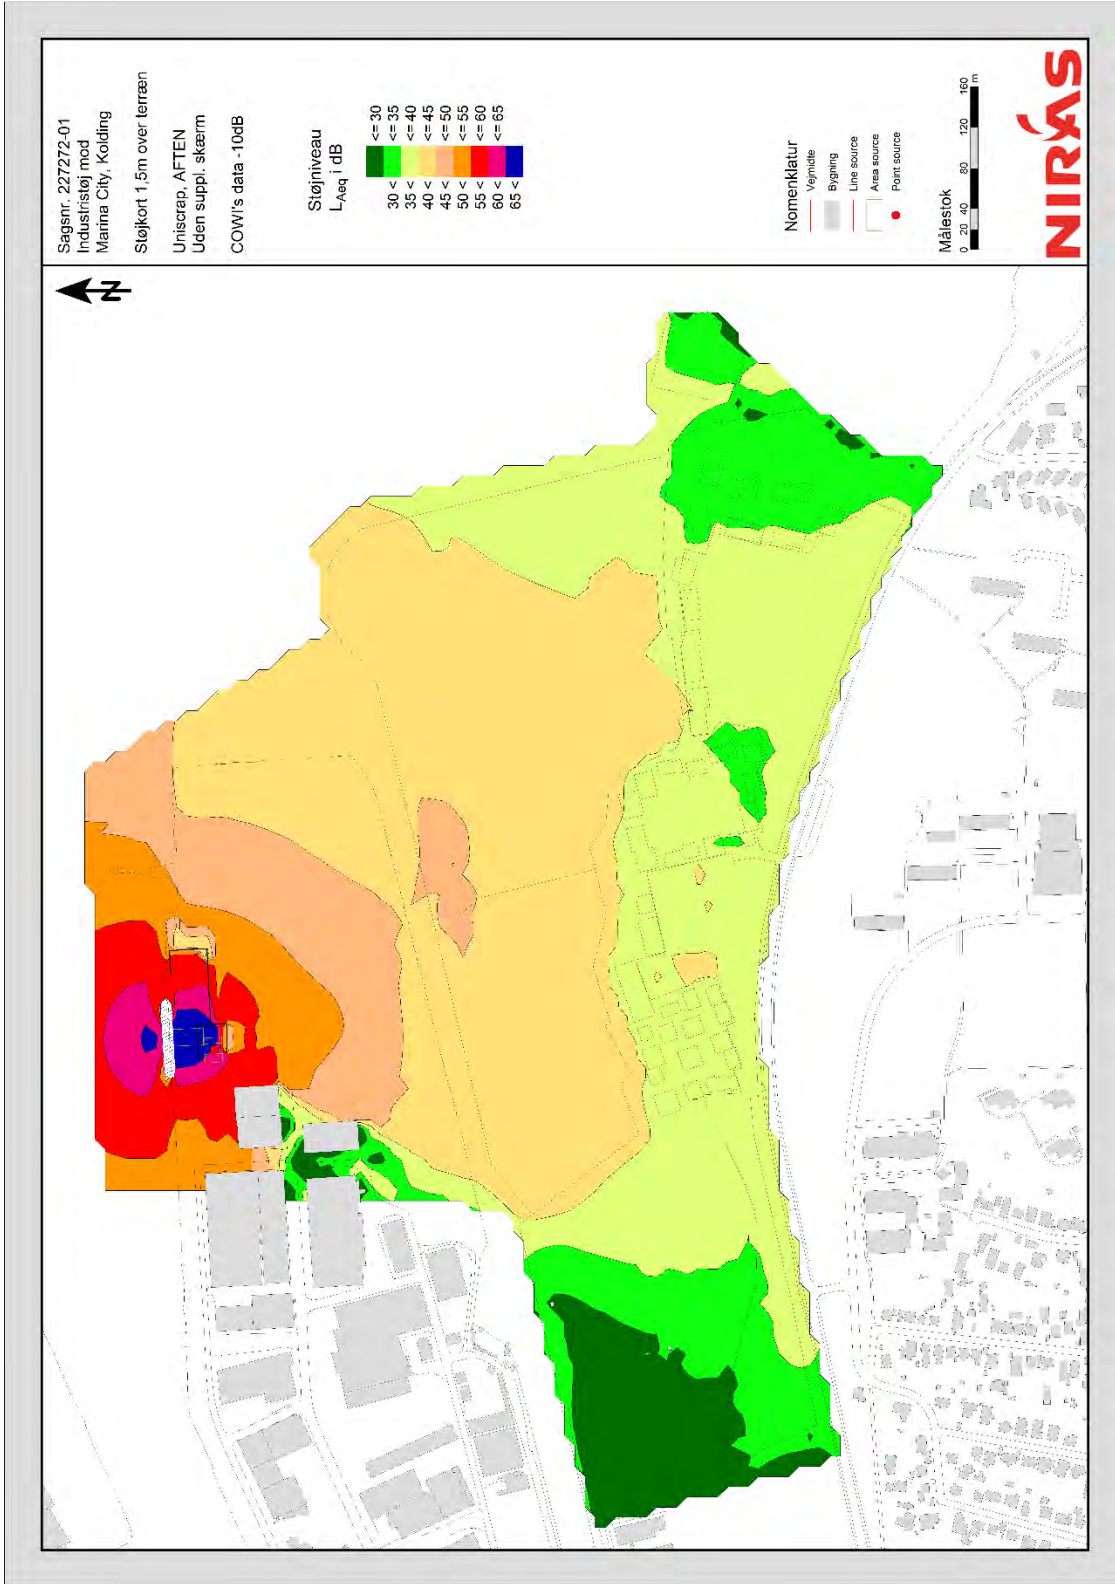 Sagsnr. 227272-01
Industristøj mod
Marina City, Kolding
Støjkort 1,5m over terræn
Uniscrap, AFTEN
Uden suppl. skærm
COWI's data -10dB
Støjniveau
LAeq i dB
<= 30
30 < <= 35
35 < <= 40
40 < <= 45
45 < <= 50
50 < <= 55
55 < <= 60
60 < <= 65
65 <
Nomenklatur
Vejmidte
Bygning
Line source
Area source
Point source
Målestok
0 20 40 80 120 160
m
NIRAS
N